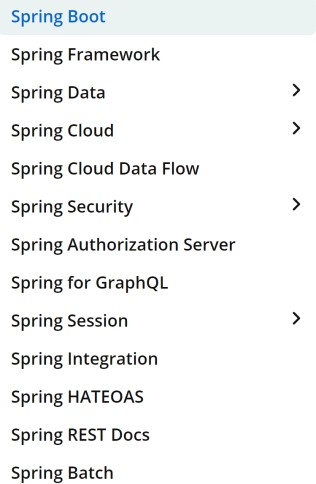 Spring Boot
Spring Framework
Spring Data
Spring Cloud
Spring Cloud Data Flow
Spring Security
Spring Authorization Server
Spring for GraphQL
Spring Session
Spring Integration
Spring HATEOAS
Spring REST Docs
Spring Batch